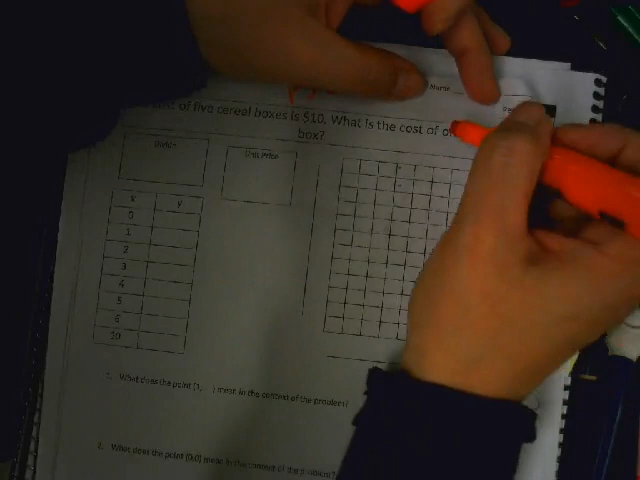 Name
of five cereal boxes is $10. What is the cost of
box?
Unit Price
x y
0
1
2
3
4
5
6
10
1. What does the point (1, ) mean in the context of the problem?
2. What does the point (0,0) mean in the context of the problem?